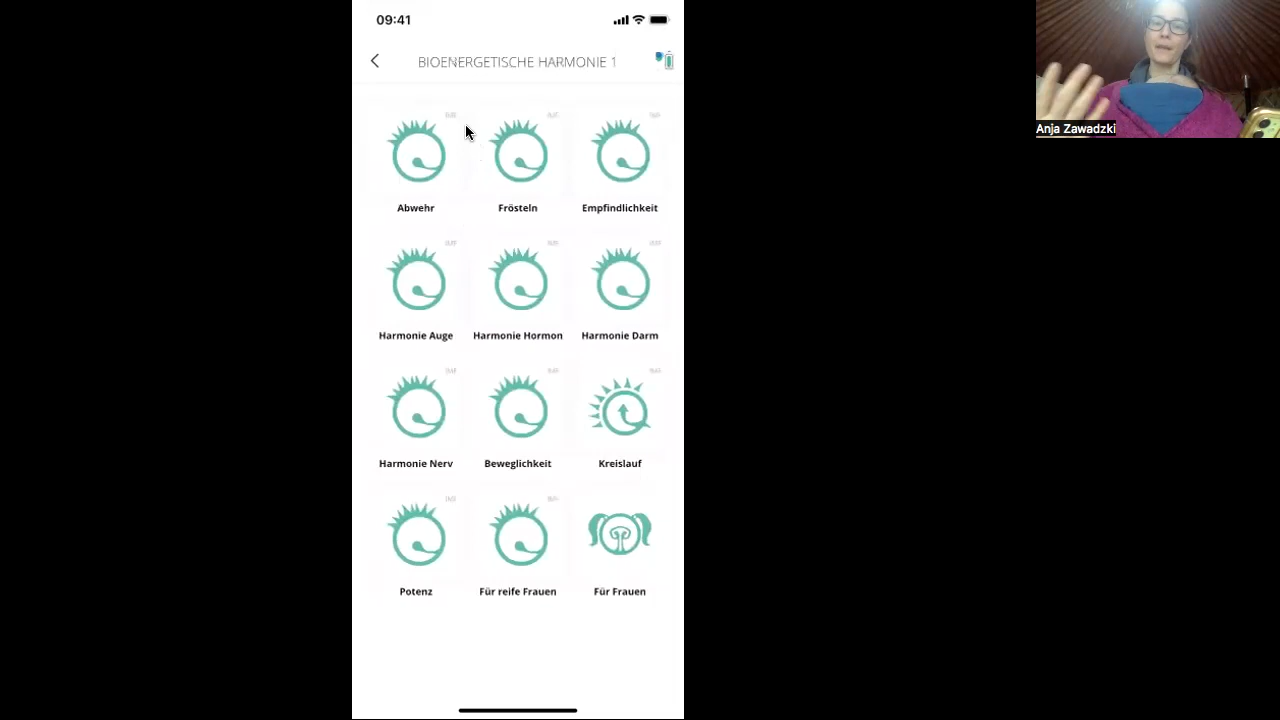 09:41
BIOENERGETISCHE HARMONIE 1
Anja Zawadzki
Abwehr
Frösteln
Empfindlichkeit
Harmonie Auge
Harmonie Hormon
Harmonie Darm
Harmonie Nerv
Beweglichkeit
Kreislauf
Potenz
Für reife Frauen
Für Frauen